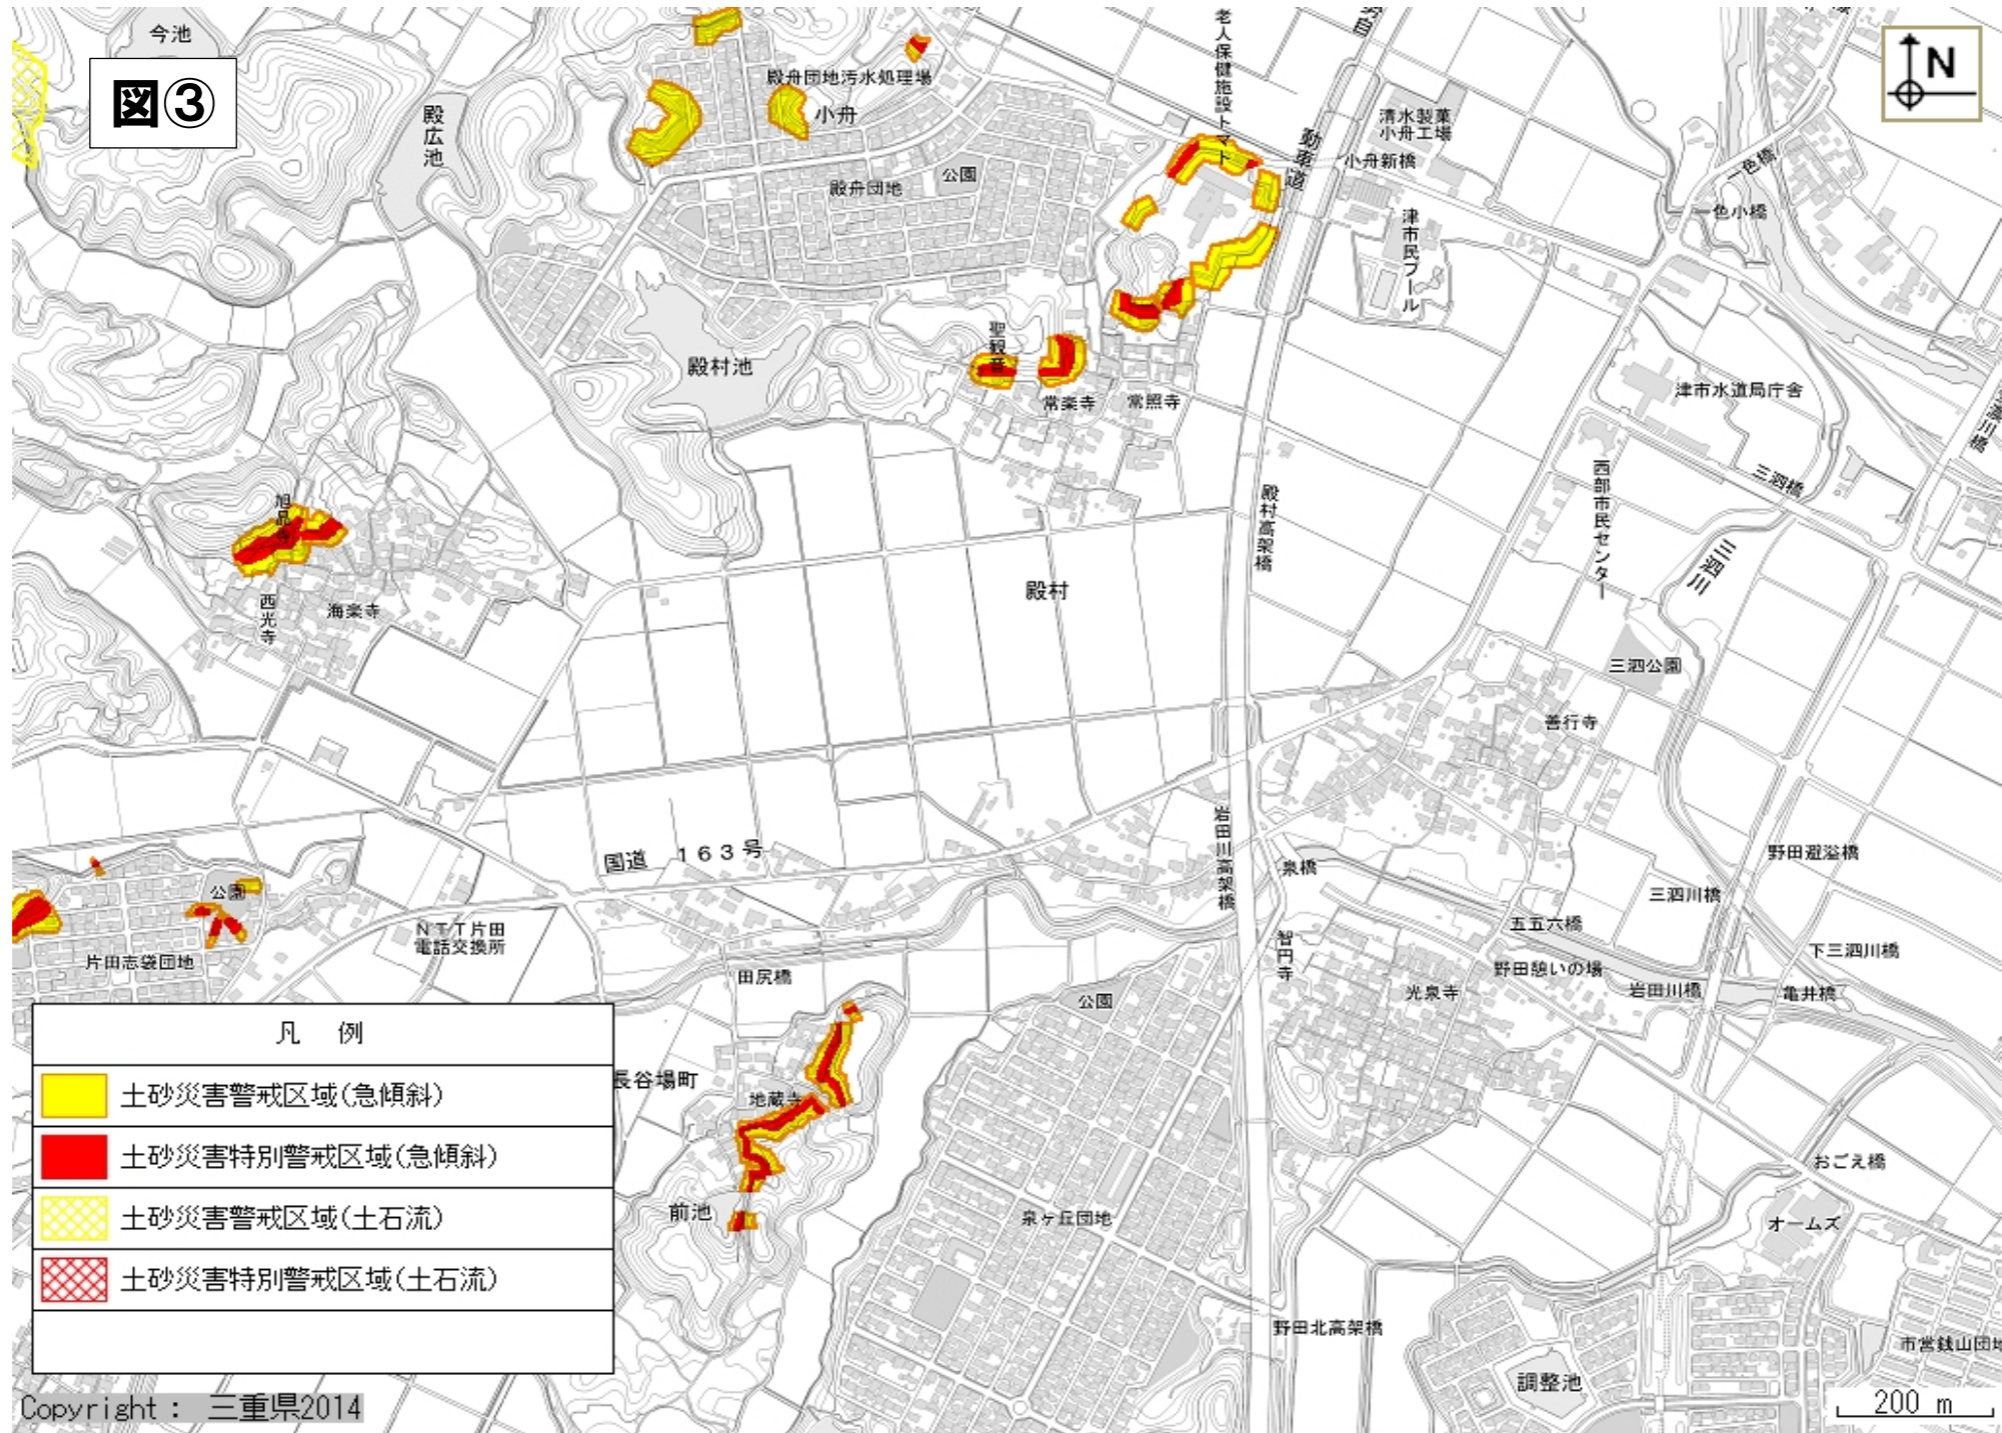 今池
図③
殿広池
殿舟団地汚水処理場
小舟
殿舟団地
公園
老人保健施設トマト
動車道
清水製菓
小舟工場
小舟新橋
一色橋
一色小橋
N
津市民プール
聖観音
殿村池
常楽寺
常照寺
津市水道局庁舎
三泗橋
西部市民センター
三泗川
旭昆寺
西光寺
海楽寺
殿村高架橋
殿村
三泗公園
善行寺
国道 163号
岩田川高架橋
泉橋
野田避溢橋
三泗川橋
五五六橋
下三泗川橋
公園
片田志袋団地
NTT片田
電話交換所
田尻橋
智円寺
野田憩いの場
光泉寺
岩田川橋
亀井橋
公園
長谷場町
地蔵寺
おごえ橋
前池
泉ヶ丘団地
オームズ
野田北高架橋
市営銭山団地
調整池
凡 例
土砂災害警戒区域(急傾斜)
土砂災害特別警戒区域(急傾斜)
土砂災害警戒区域(土石流)
土砂災害特別警戒区域(土石流)
Copyright : 三重県2014
200 m